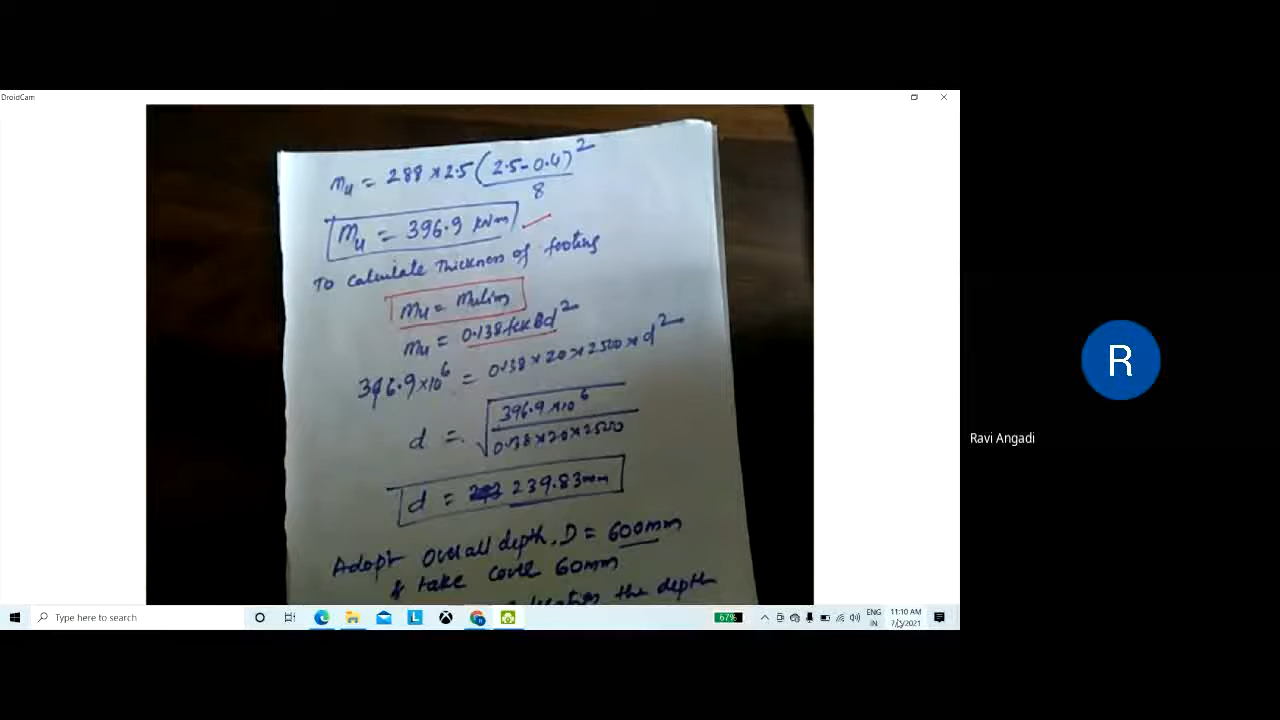 DroidCam
Mu = 288 × 2.5 (2.5 - 0.4)² / 8
Mu = 396.9 kNm
To Calculate Thickness of footing
Mu = Mulim
Mu = 0.138 fck Bd²
396.9 × 10⁶ = 0.138 × 20 × 2500 × d²
d = √(396.9 × 10⁶ / 0.138 × 20 × 2500)
d = 239.83mm
Adopt Overall depth, D = 600mm
& take cover 60mm
the depth
R
Ravi Angadi
Type here to search
67%
ENG
IN
11:10 AM